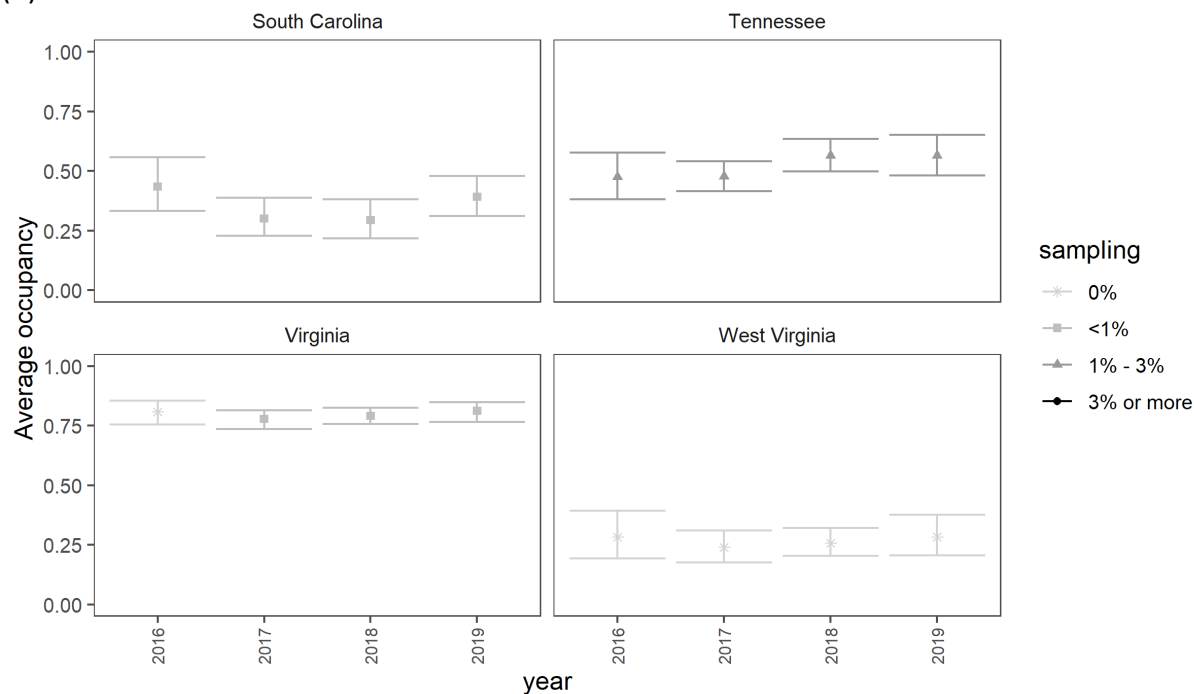 South Carolina
Tennessee
1.00
0.75
0.50
0.25
0.00
Virginia
West Virginia
1.00
0.75
0.50
0.25
0.00
Average occupancy
2016
2017
2018
2019
2016
2017
2018
2019
year
sampling
0%
<1%
1% - 3%
3% or more